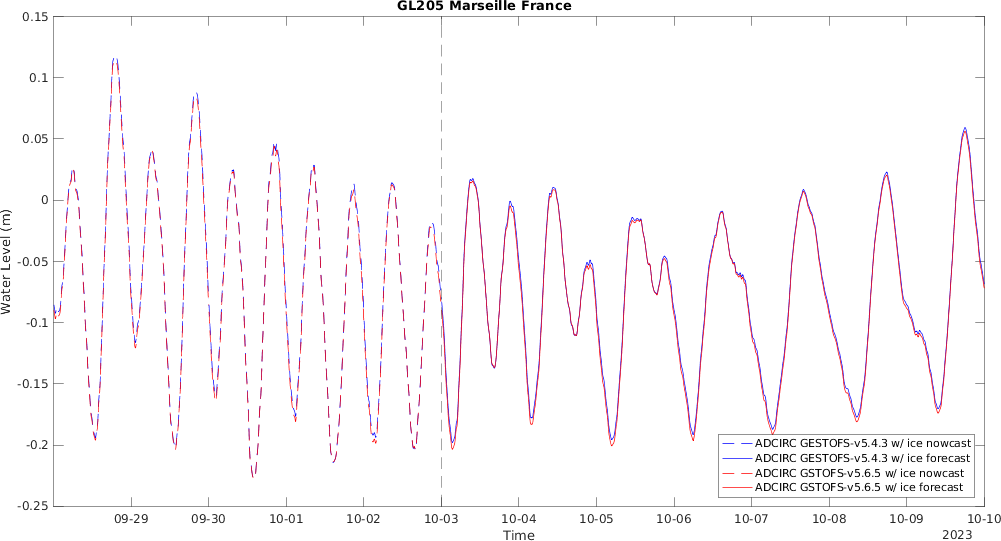 GL205 Marseille France
0.15
0.1
0.05
0
-0.05
-0.1
-0.15
-0.2
-0.25
Water Level (m)
ADCIRC GESTOFS-v5.4.3 w/ ice nowcast
ADCIRC GESTOFS-v5.4.3 w/ ice forecast
ADCIRC GSTOFS-v5.6.5 w/ ice nowcast
ADCIRC GSTOFS-v5.6.5 w/ ice forecast
09-29 09-30 10-01 10-02 10-03 10-04 10-05 10-06 10-07 10-08 10-09 10-10
Time
2023